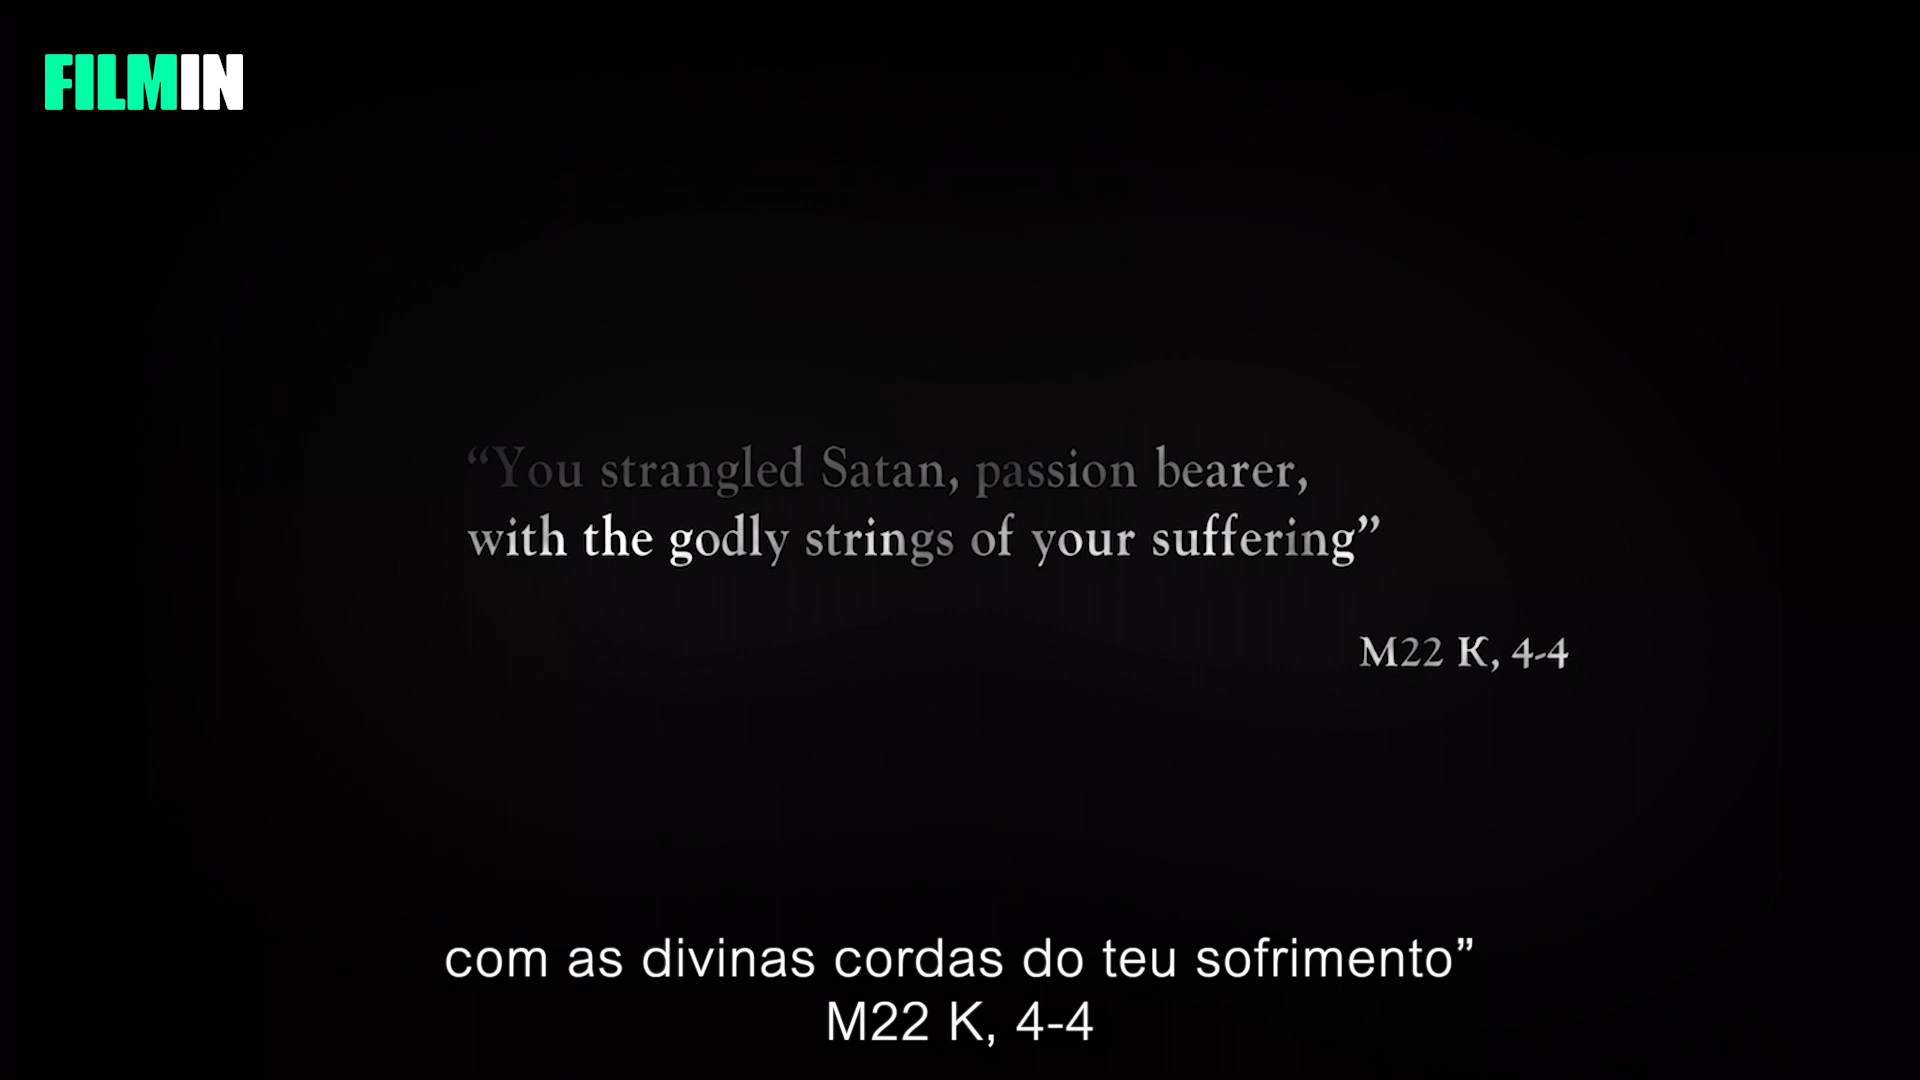 FILMIN
“You strangled Satan, passion bearer,
with the godly strings of your suffering”
M22 K, 4-4
com as divinas cordas do teu sofrimento”
M22 K, 4-4